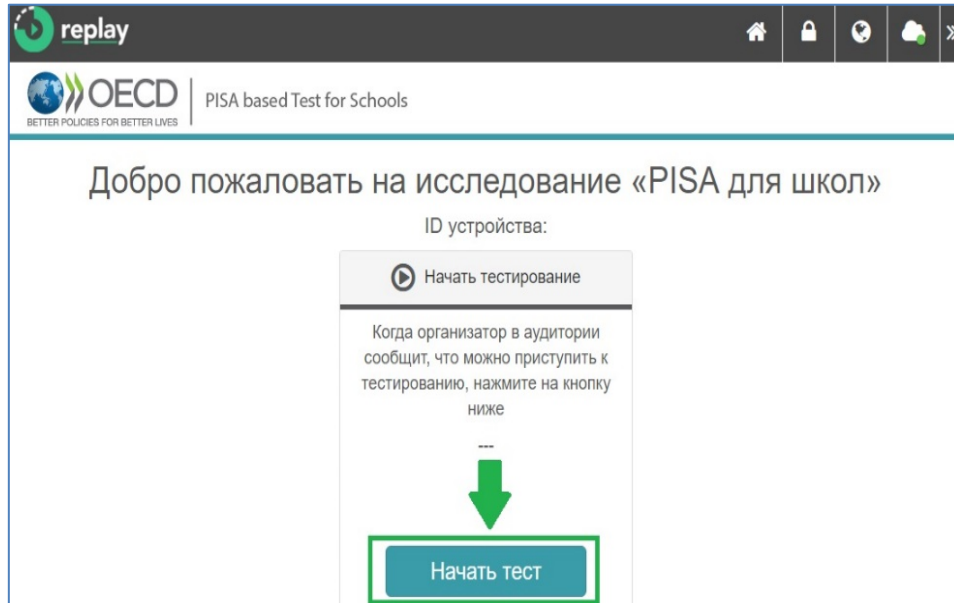 replay
OECD
BETTER POLICIES FOR BETTER LIVES
PISA based Test for Schools
Добро пожаловать на исследование «PISA для школ»
ID устройства:
Начать тестирование
Когда организатор в аудитории
сообщит, что можно приступить к
тестированию, нажмите на кнопку
ниже
---
Начать тест